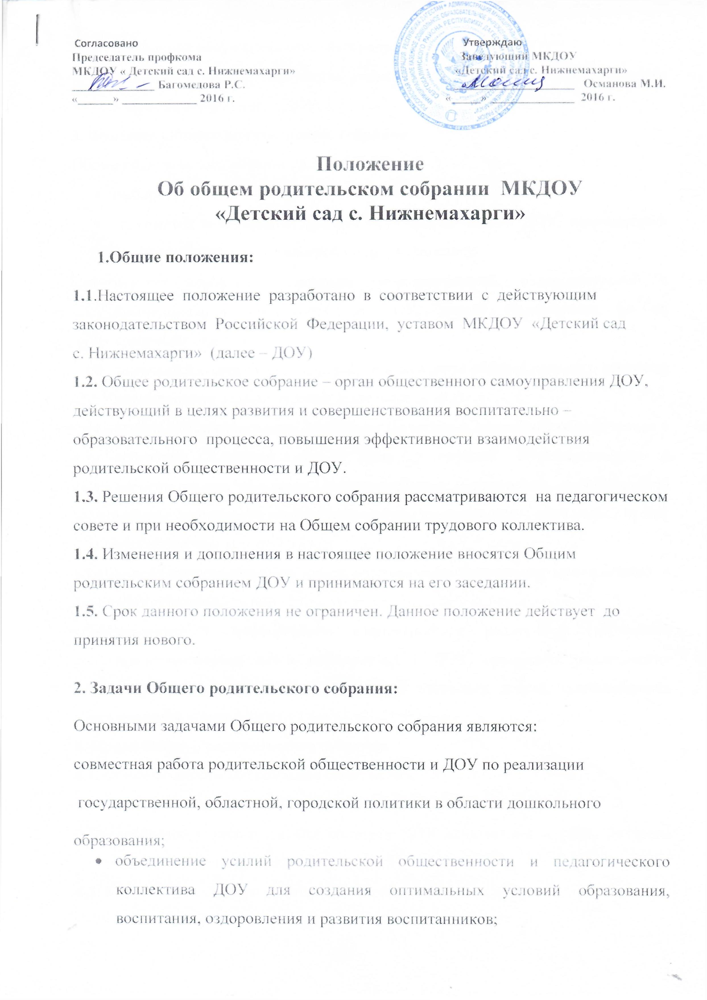 Согласовано Утверждаю
Председатель профкома Заведующий МКДОУ
МКДОУ « Детский сад с. Нижнемахарги» «Детский сад с. Нижнемахарги»
______________ Багомедова Р.С. ____________________ Османова М.И.
«______» _____________ 2016 г. «_____» ______________ 2016 г.
Положение
Об общем родительском собрании МКДОУ
«Детский сад с. Нижнемахарги»
1.Общие положения:
1.1.Настоящее положение разработано в соответствии с действующим
законодательством Российской Федерации, уставом МКДОУ «Детский сад
с. Нижнемахарги» (далее – ДОУ)
1.2. Общее родительское собрание – орган общественного самоуправления ДОУ,
действующий в целях развития и совершенствования воспитательно –
образовательного процесса, повышения эффективности взаимодействия
родительской общественности и ДОУ.
1.3. Решения Общего родительского собрания рассматриваются на педагогическом
совете и при необходимости на Общем собрании трудового коллектива.
1.4. Изменения и дополнения в настоящее положение вносятся Общим
родительским собранием ДОУ и принимаются на его заседании.
1.5. Срок данного положения не ограничен. Данное положение действует до
принятия нового.
2. Задачи Общего родительского собрания:
Основными задачами Общего родительского собрания являются:
совместная работа родительской общественности и ДОУ по реализации
государственной, областной, городской политики в области дошкольного
образования;
• объединение усилий родительской общественности и педагогического
коллектива ДОУ для создания оптимальных условий образования,
воспитания, оздоровления и развития воспитанников;